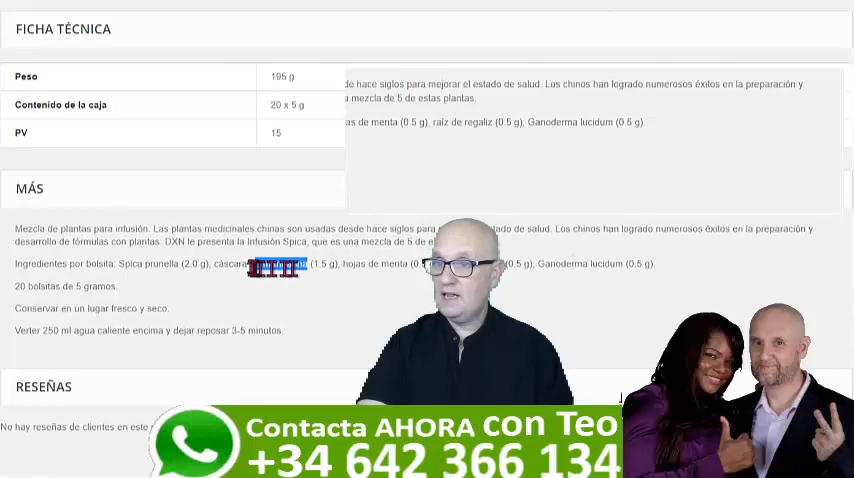 FICHA TÉCNICA
Peso 195 g
desde hace siglos para mejorar el estado de salud. Los chinos han logrado numerosos éxitos en la preparación y
Contenido de la caja 20 x 5 g
a mezcla de 5 de estas plantas.
as de menta (0.5 g), raíz de regaliz (0.5 g), Ganoderma lucidum (0.5 g).
PV 15
MÁS
Mezcla de plantas para infusión. Las plantas medicinales chinas son usadas desde hace siglos para tado de salud. Los chinos han logrado numerosos éxitos en la preparación y
desarrollo de fórmulas con plantas. DXN le presenta la Infusión Spica, que es una mezcla de 5 de e
Ingredientes por bolsita: Spica prunella (2.0 g), cáscara (1.5 g), hojas de menta (0. (0.5 g), Ganoderma lucidum (0.5 g).
20 bolsitas de 5 gramos.
Conservar en un lugar fresco y seco.
Verter 250 ml agua caliente encima y dejar reposar 3-5 minutos.
RESEÑAS
No hay reseñas de clientes en este
Contacta AHORA con Teo
+34 642 366 134